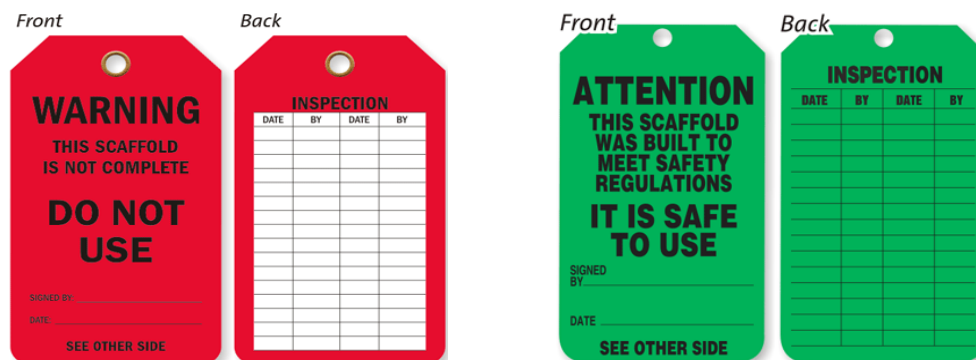 Front
WARNING
THIS SCAFFOLD
IS NOT COMPLETE
DO NOT
USE
SIGNED BY:
DATE:
SEE OTHER SIDE
Back
INSPECTION
DATE BY DATE BY
Front
ATTENTION
THIS SCAFFOLD
WAS BUILT TO
MEET SAFETY
REGULATIONS
IT IS SAFE
TO USE
SIGNED
BY
DATE
SEE OTHER SIDE
Back
INSPECTION
DATE BY DATE BY